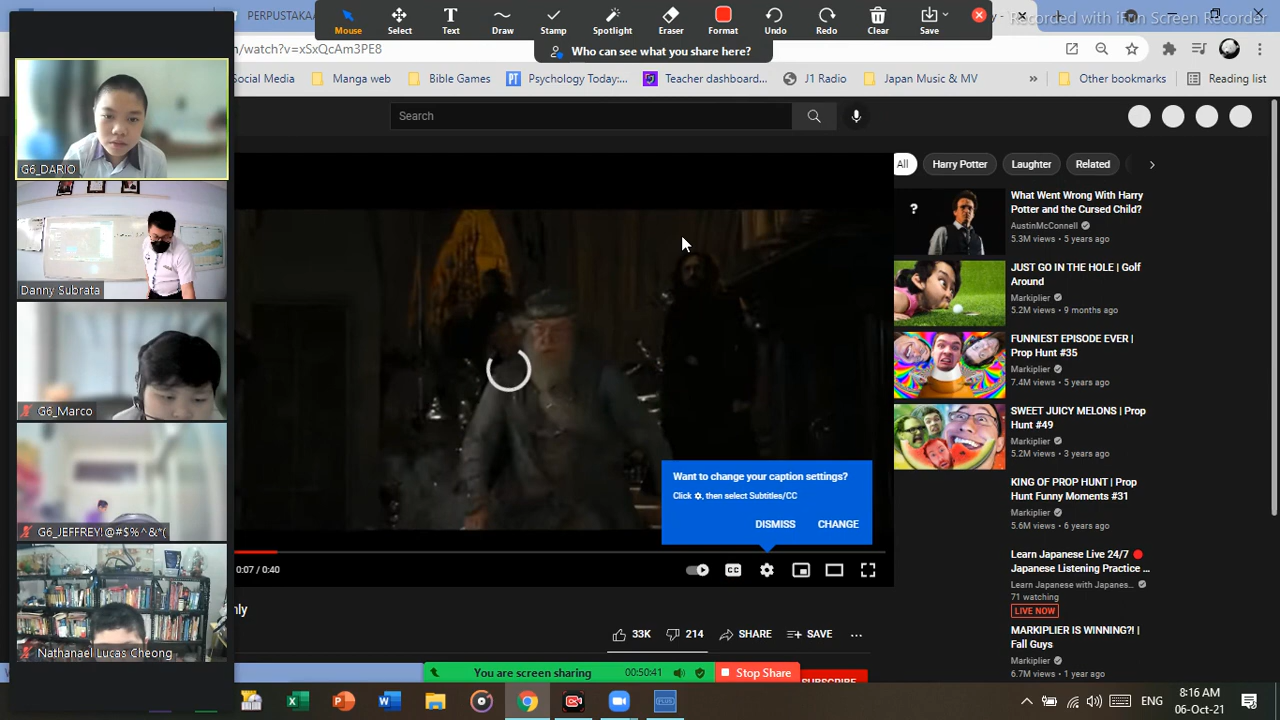 PERPUSTAKAA
Mouse
Select
Text
Draw
Stamp
Spotlight
Eraser
Format
Undo
Redo
Clear
Save
Recorded with iFun Screen Recorder
Who can see what you share here?
/watch?v=xSxQcAm3PE8
ocial Media
Manga web
Bible Games
PT
Psychology Today:...
Teacher dashboard...
J1 Radio
Japan Music & MV
»
Other bookmarks
Reading list
Search
G6_DARIO
Danny Subrata
G6_Marco
G6_JEFFREY!@#$%^&*(
Nathanael Lucas Cheong
All
Harry Potter
Laughter
Related
?
What Went Wrong With Harry
Potter and the Cursed Child?
AustinMcConnell
5.3M views • 5 years ago
JUST GO IN THE HOLE | Golf
Around
Markiplier
5.2M views • 9 months ago
FUNNIEST EPISODE EVER |
Prop Hunt #35
Markiplier
7.4M views • 5 years ago
SWEET JUICY MELONS | Prop
Hunt #49
Markiplier
5.2M views • 3 years ago
KING OF PROP HUNT | Prop
Hunt Funny Moments #31
Markiplier
5.6M views • 6 years ago
Learn Japanese Live 24/7
Japanese Listening Practice ...
Learn Japanese with Japanes...
71 watching
LIVE NOW
MARKIPLIER IS WINNING?! |
Fall Guys
Markiplier
6.7M views • 1 year ago
Want to change your caption settings?
Click , then select Subtitles/CC
DISMISS
CHANGE
0:07 / 0:40
CC
nly
33K
214
SHARE
SAVE
...
You are screen sharing
00:50:41
Stop Share
SUBSCRIBE
ENG
8:16 AM
06-Oct-21